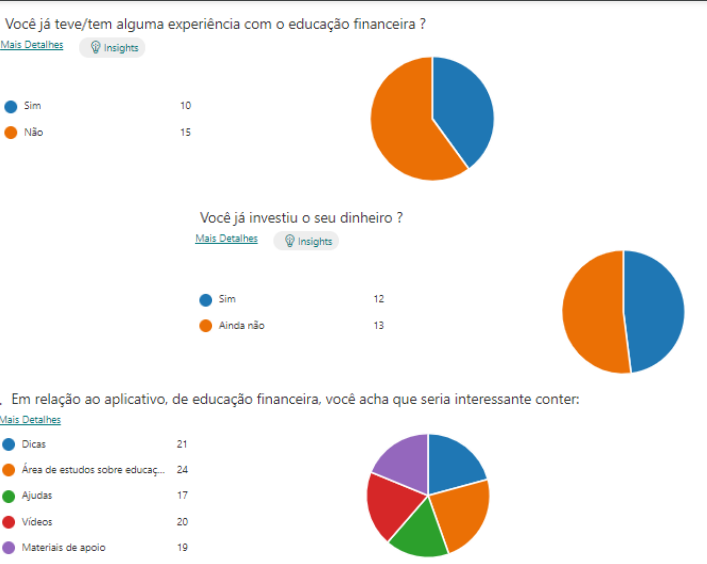 Você já teve/tem alguma experiência com o educação financeira ?
Mais Detalhes Insights
Sim 10
Não 15
Você já investiu o seu dinheiro ?
Mais Detalhes Insights
Sim 12
Ainda não 13
. Em relação ao aplicativo, de educação financeira, você acha que seria interessante conter:
Mais Detalhes
Dicas 21
Área de estudos sobre educaç... 24
Ajudas 17
Vídeos 20
Materiais de apoio 19